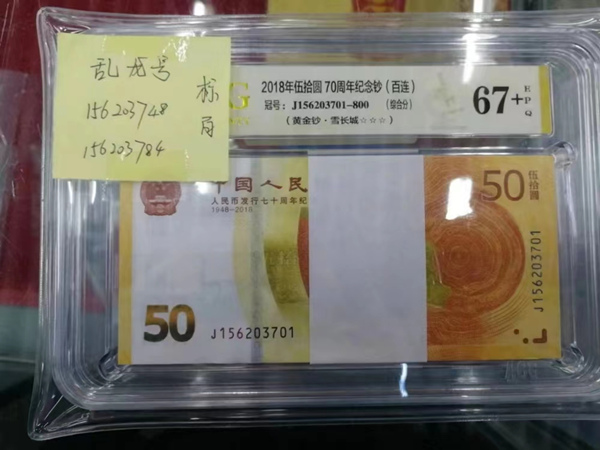 乱龙号
156203748
156203784
标百
G
2018年伍拾圆 70周年纪念钞(百连)
冠号: J156203701-800 (综合分)
(黄金钞·雪长城☆☆☆)
67+
EPQ
中国人民
人民币发行七十周年纪
1948-2018
50
伍拾圆
J156203701
50
J156203701